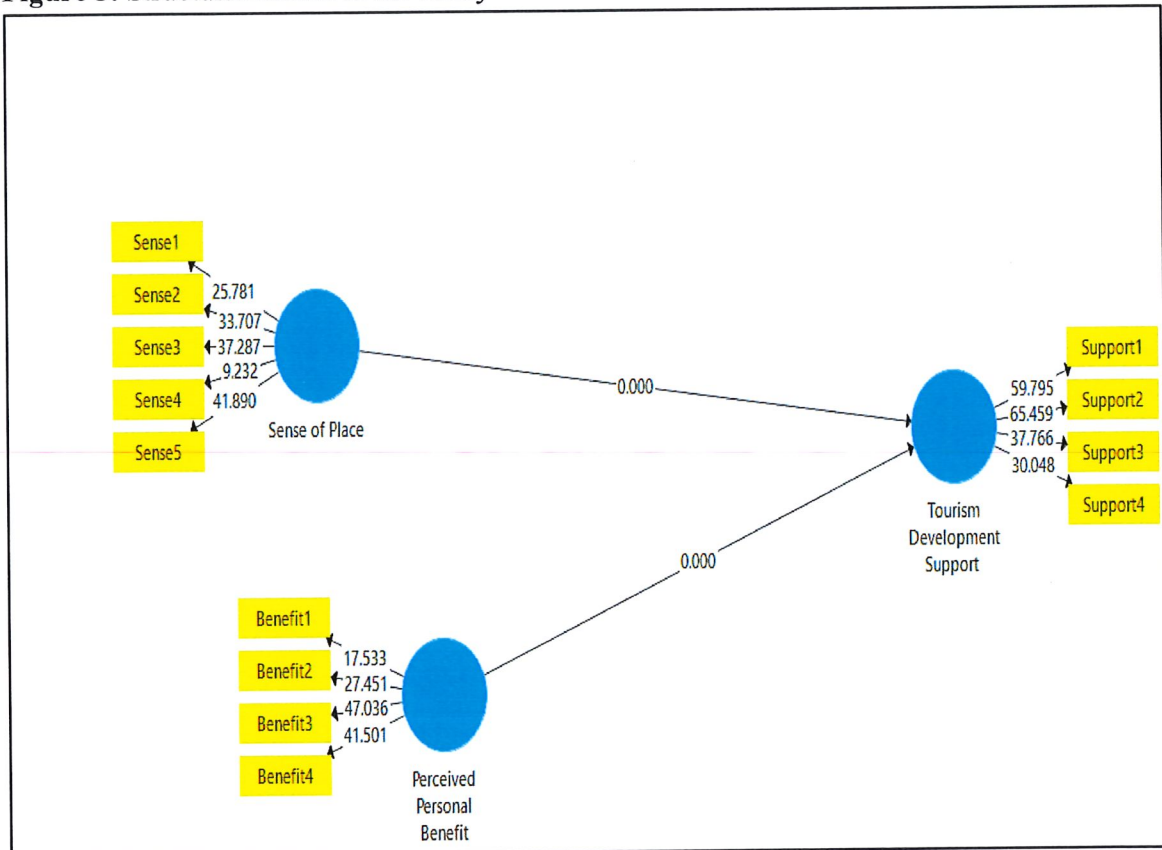 Sense1
Sense2
Sense3
Sense4
Sense5
25.781
33.707
37.287
9.232
41.890
Sense of Place
0.000
Support1
Support2
Support3
Support4
59.795
65.459
37.766
30.048
Tourism
Development
Support
0.000
Benefit1
Benefit2
Benefit3
Benefit4
17.533
27.451
47.036
41.501
Perceived
Personal
Benefit